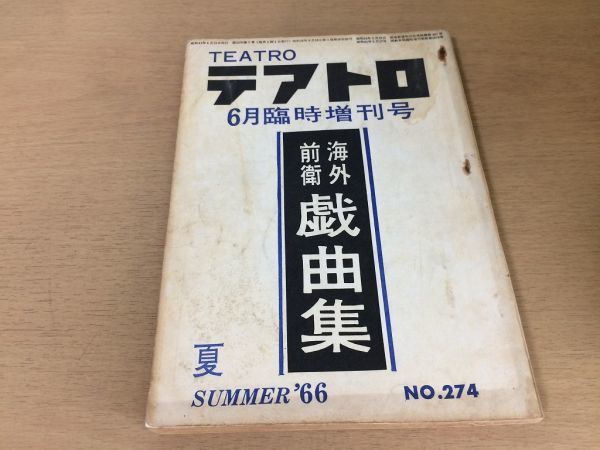 TEATRO
テアトロ
6月臨時増刊号
海外
前衛
戯曲集
夏
SUMMER '66
NO.274